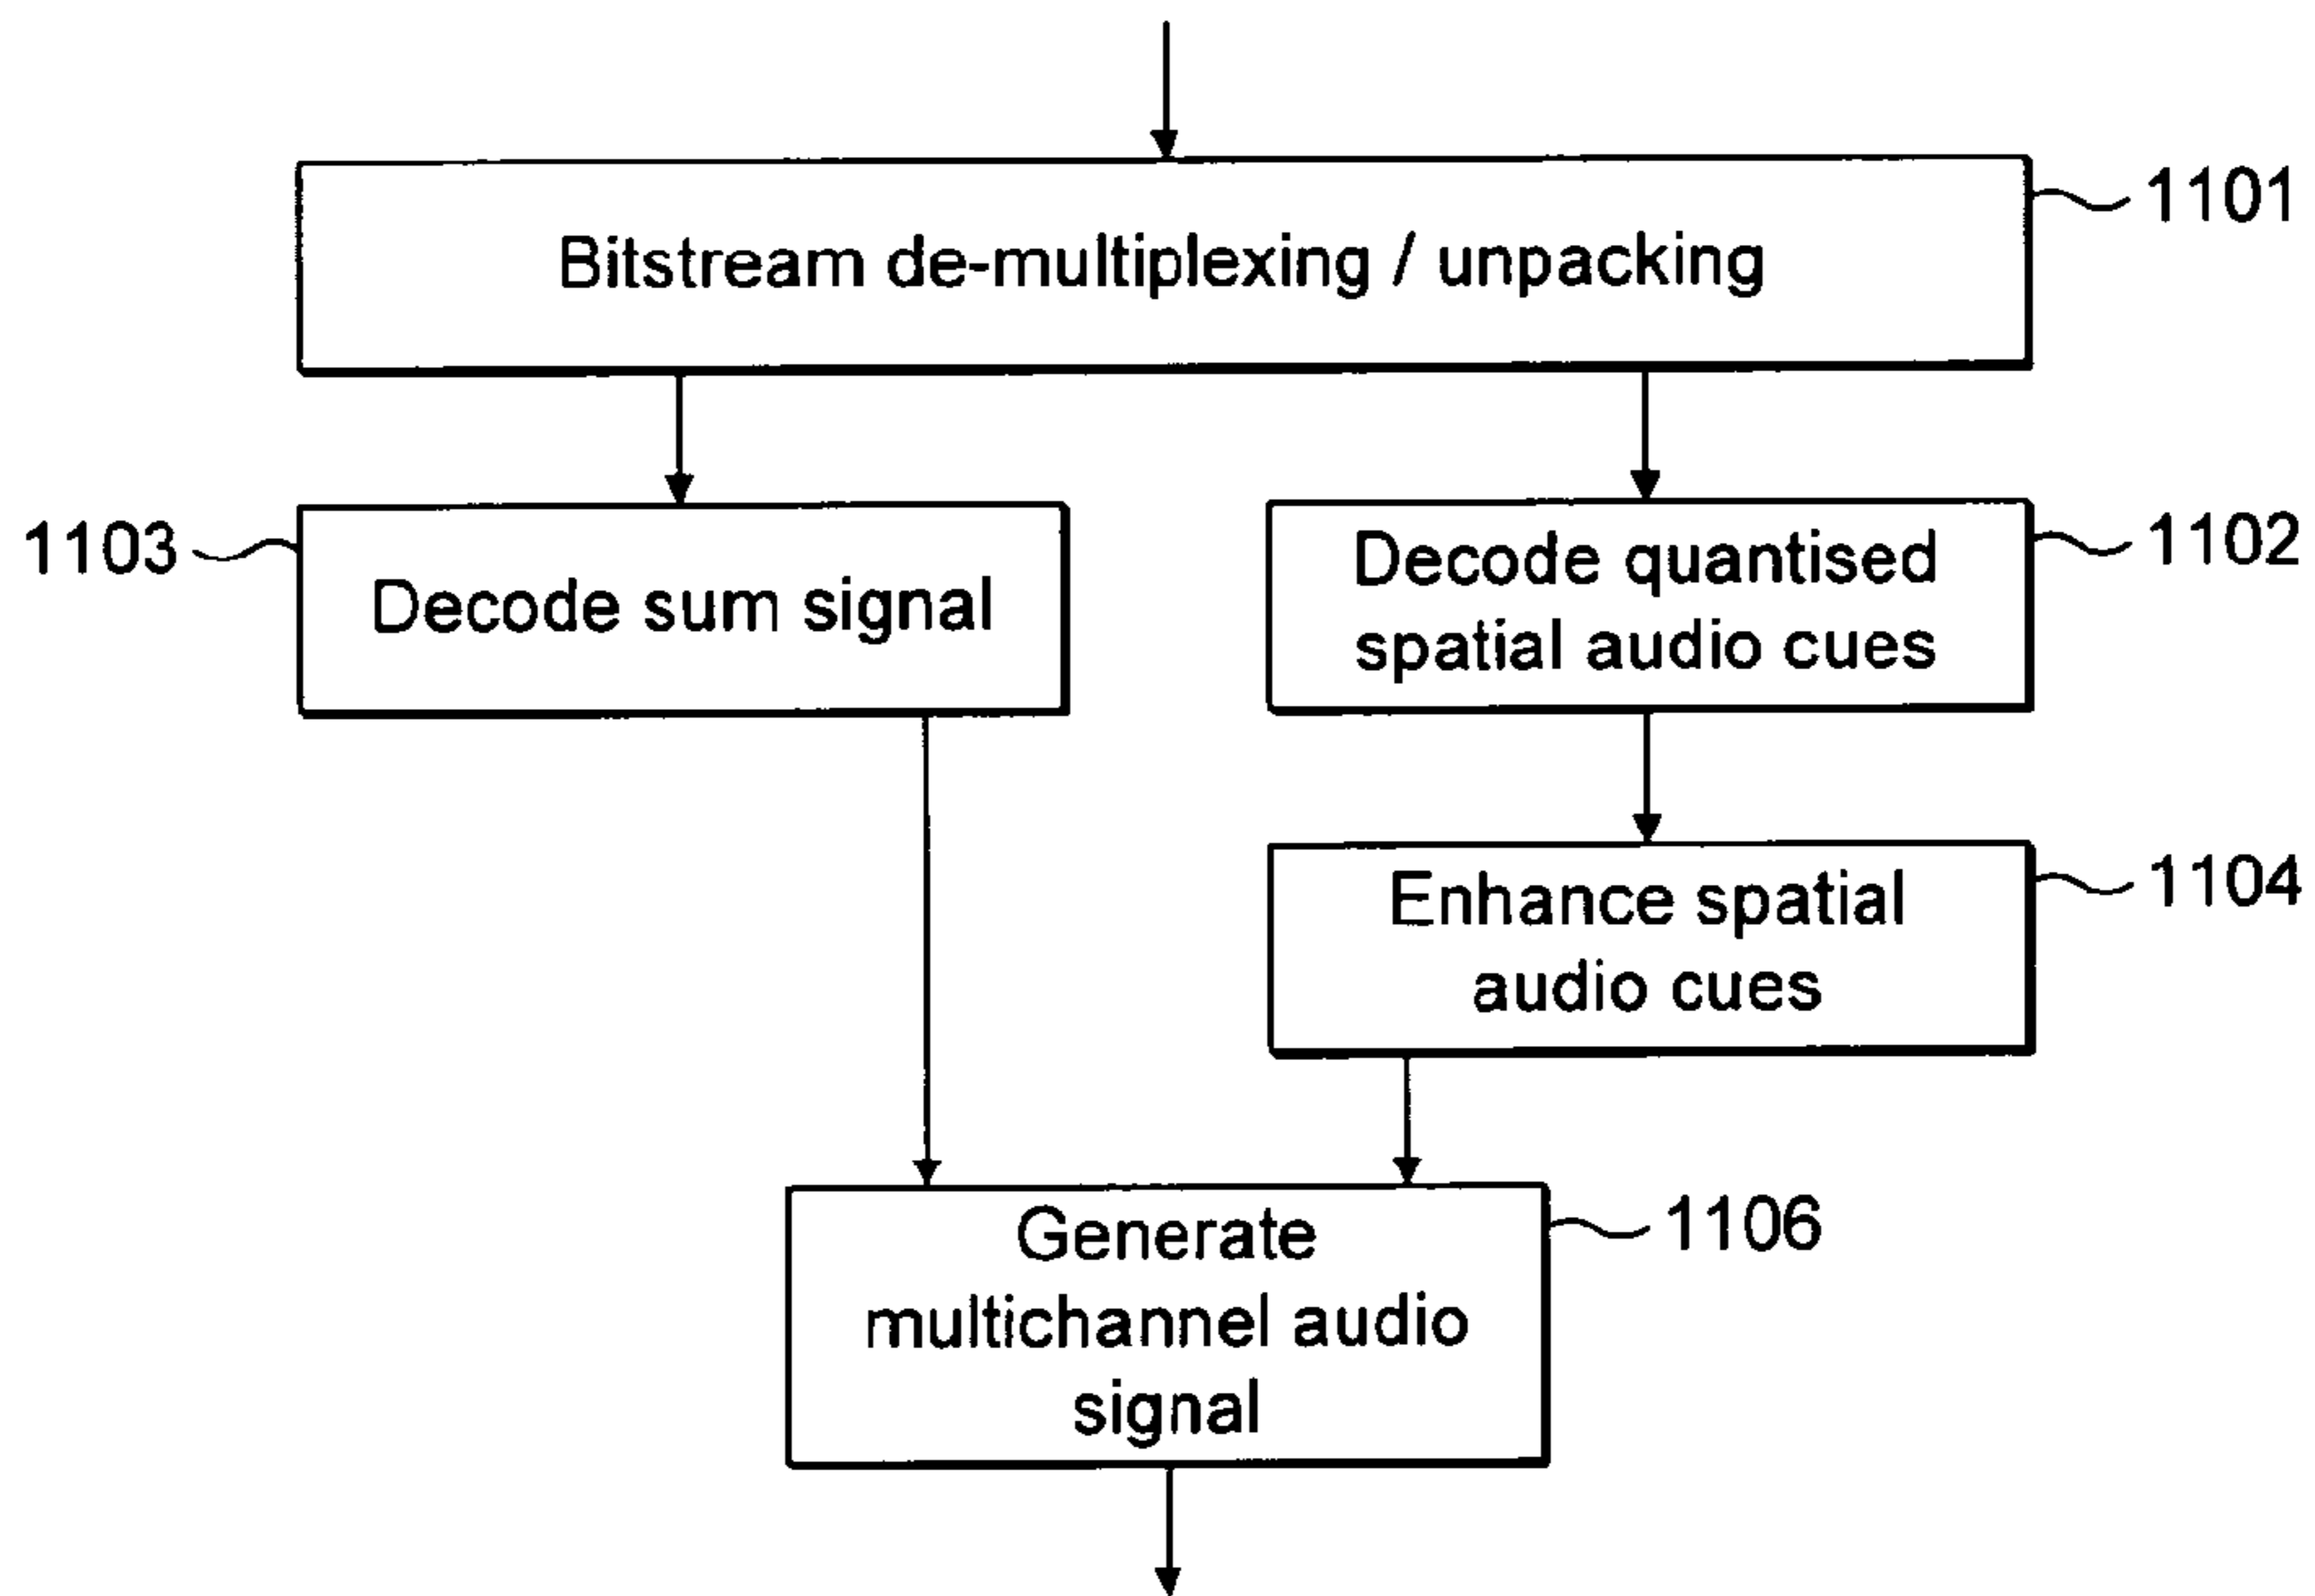 1101
Bitstream de-multiplexing / unpacking
1103
Decode sum signal
1102
Decode quantised
spatial audio cues
1104
Enhance spatial
audio cues
1106
Generate
multichannel audio
signal